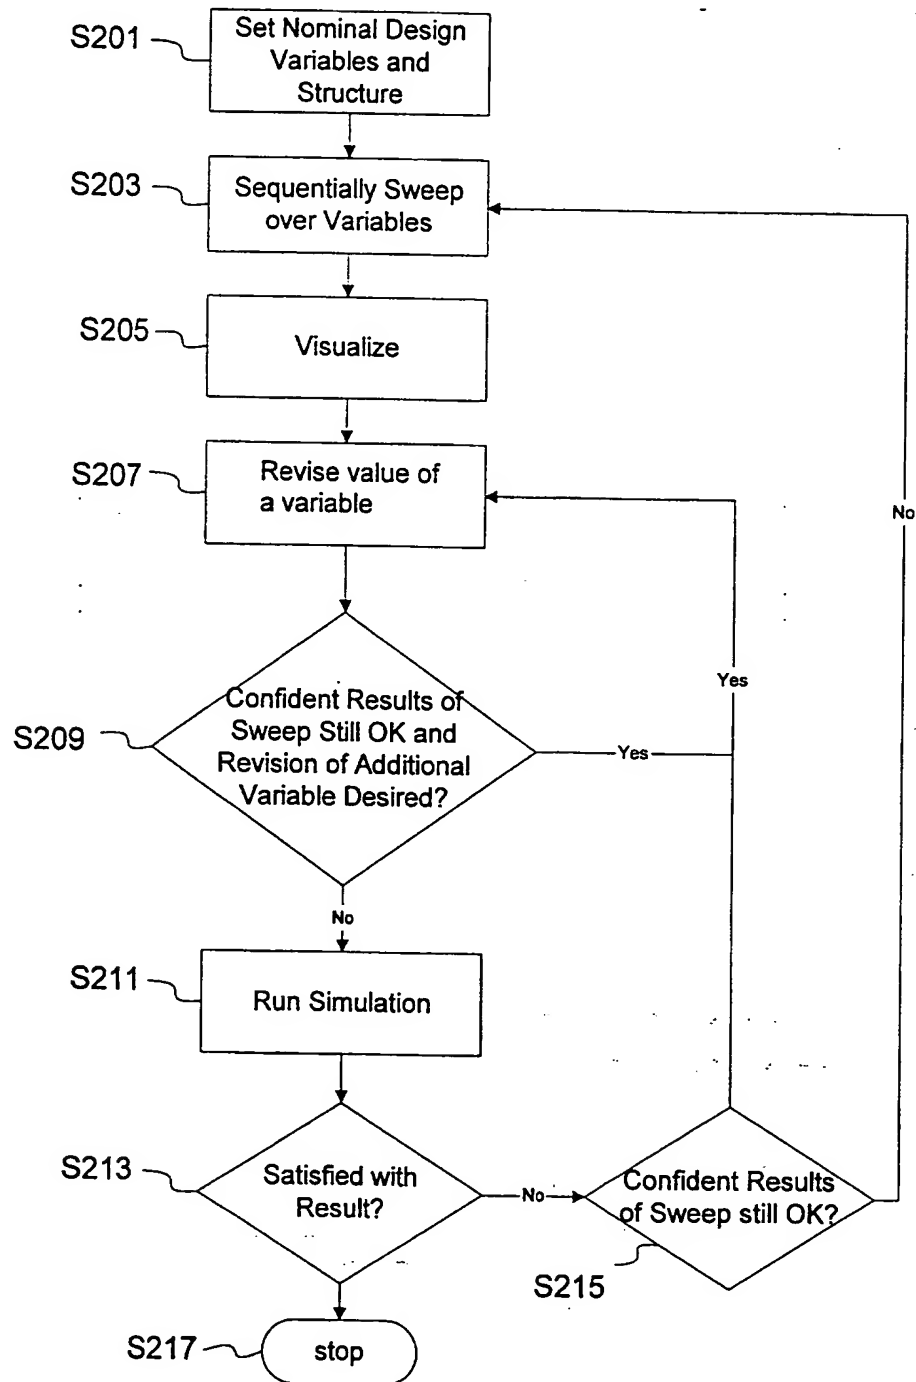 S201
Set Nominal Design
Variables and
Structure
S203
Sequentially Sweep
over Variables
S205
Visualize
S207
Revise value of
a variable
No
Yes
S209
Confident Results of
Sweep Still OK and
Revision of Additional
Variable Desired?
Yes
No
S211
Run Simulation
S213
Satisfied with
Result?
No
Confident Results
of Sweep still OK?
S215
S217
stop